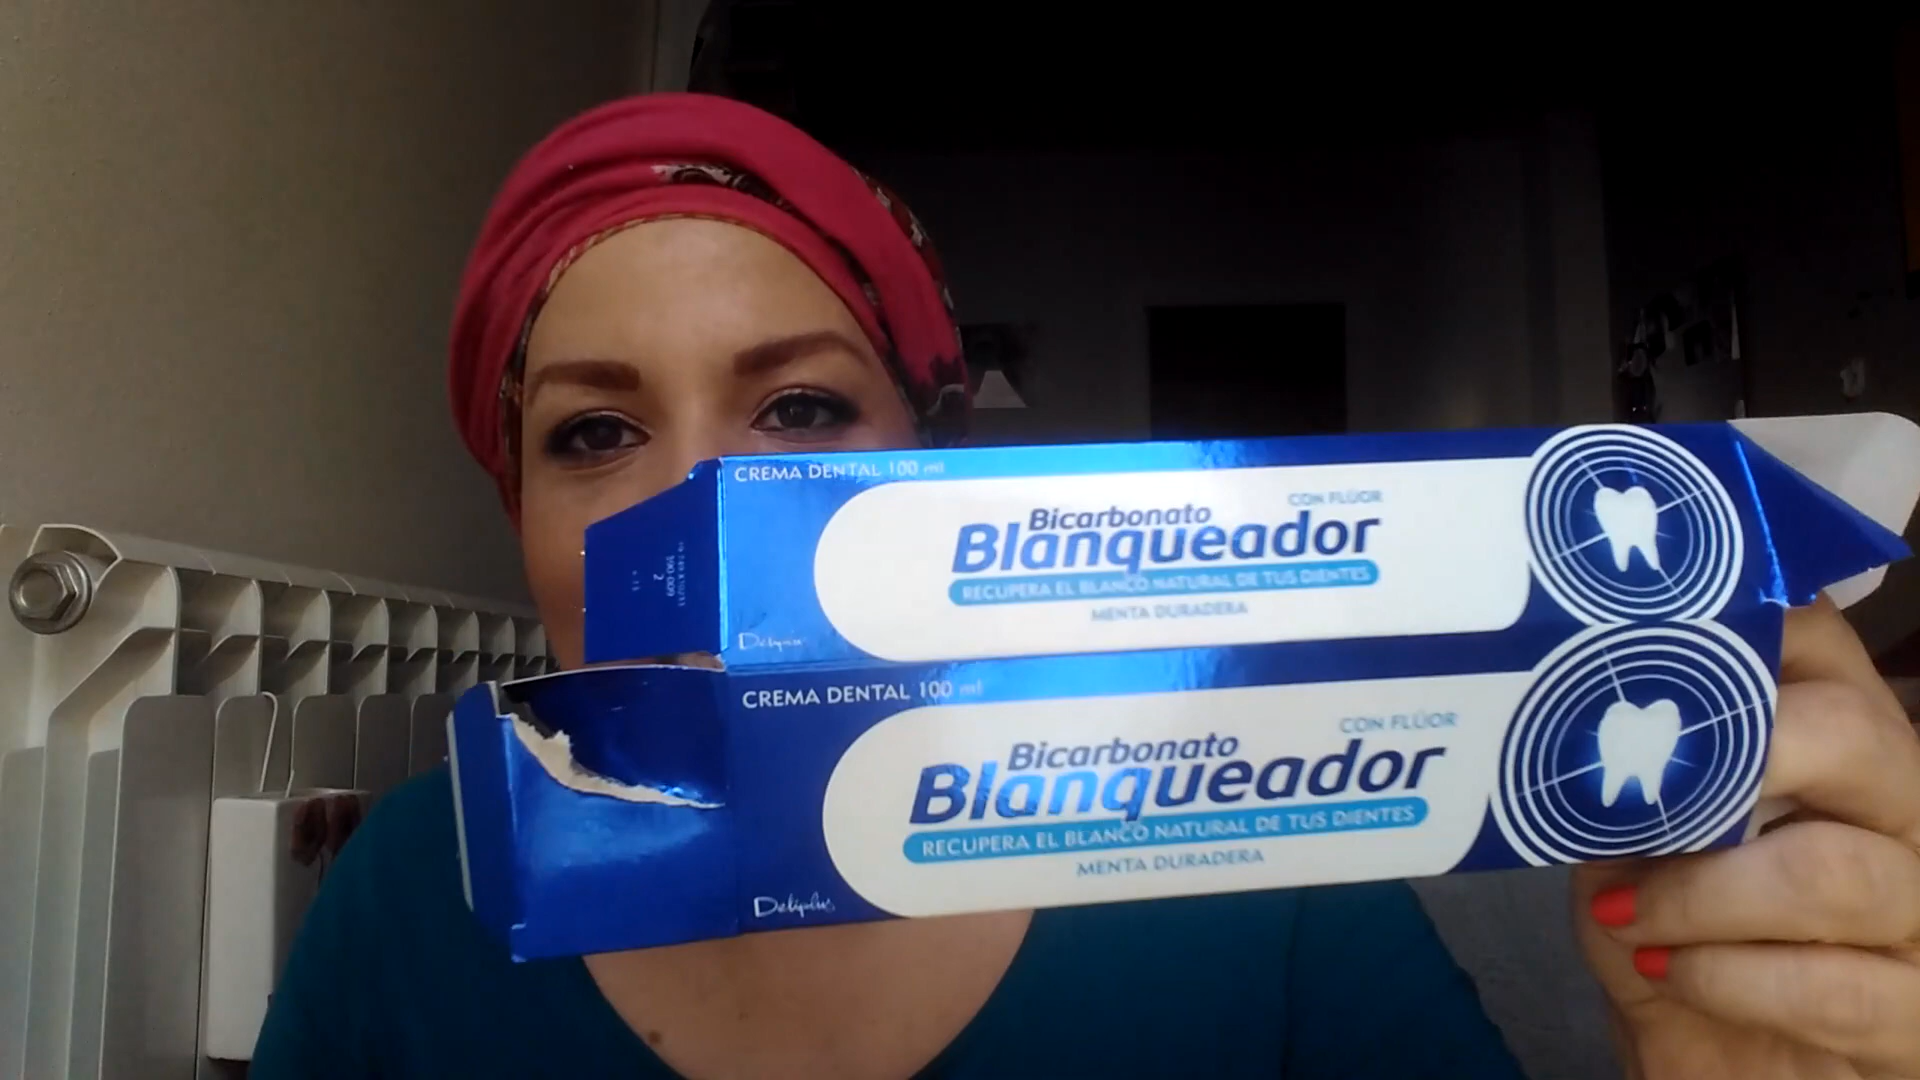 CREMA DENTAL 100 ml
CON FLÚOR
Bicarbonato
Blanqueador
RECUPERA EL BLANCO NATURAL DE TUS DIENTES
MENTA DURADERA
CREMA DENTAL 100 ml
CON FLÚOR
Bicarbonato
Blanqueador
RECUPERA EL BLANCO NATURAL DE TUS DIENTES
MENTA DURADERA
Deliplus